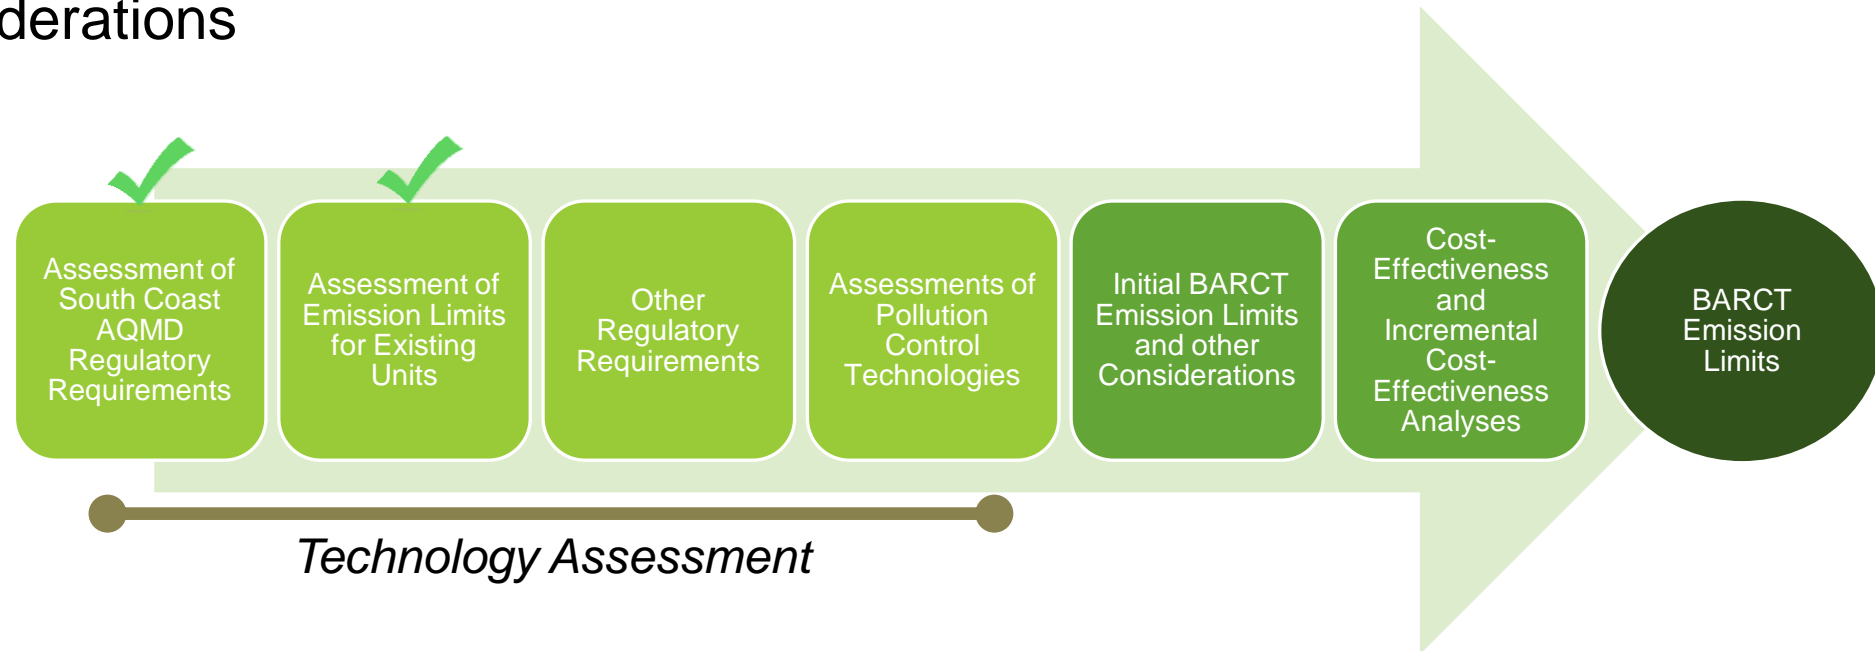 derations
Assessment of
South Coast
AQMD
Regulatory
Requirements
Assessment of
Emission Limits
for Existing
Units
Other
Regulatory
Requirements
Assessments of
Pollution
Control
Technologies
Initial BARCT
Emission Limits
and other
Considerations
Cost-
Effectiveness
and
Incremental
Cost-
Effectiveness
Analyses
BARCT
Emission
Limits
Technology Assessment